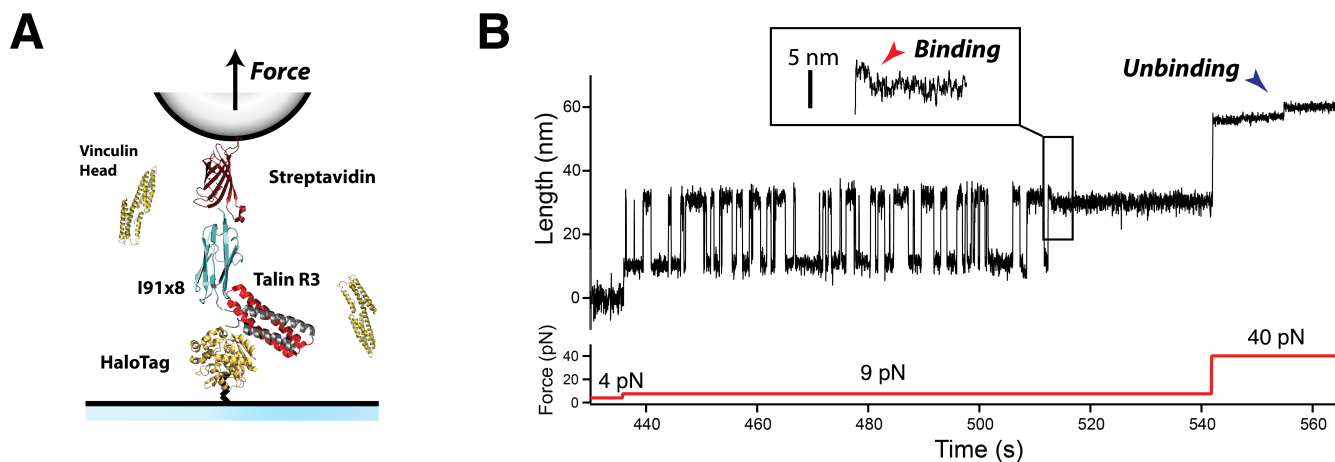 A
Force
Vinculin
Head
Streptavidin
I91x8
Talin R3
HaloTag
B
5 nm
Binding
Unbinding
Length (nm)
60
40
20
0
Force (pN)
40
20
0
4 pN
9 pN
40 pN
440
460
480
500
520
540
560
Time (s)